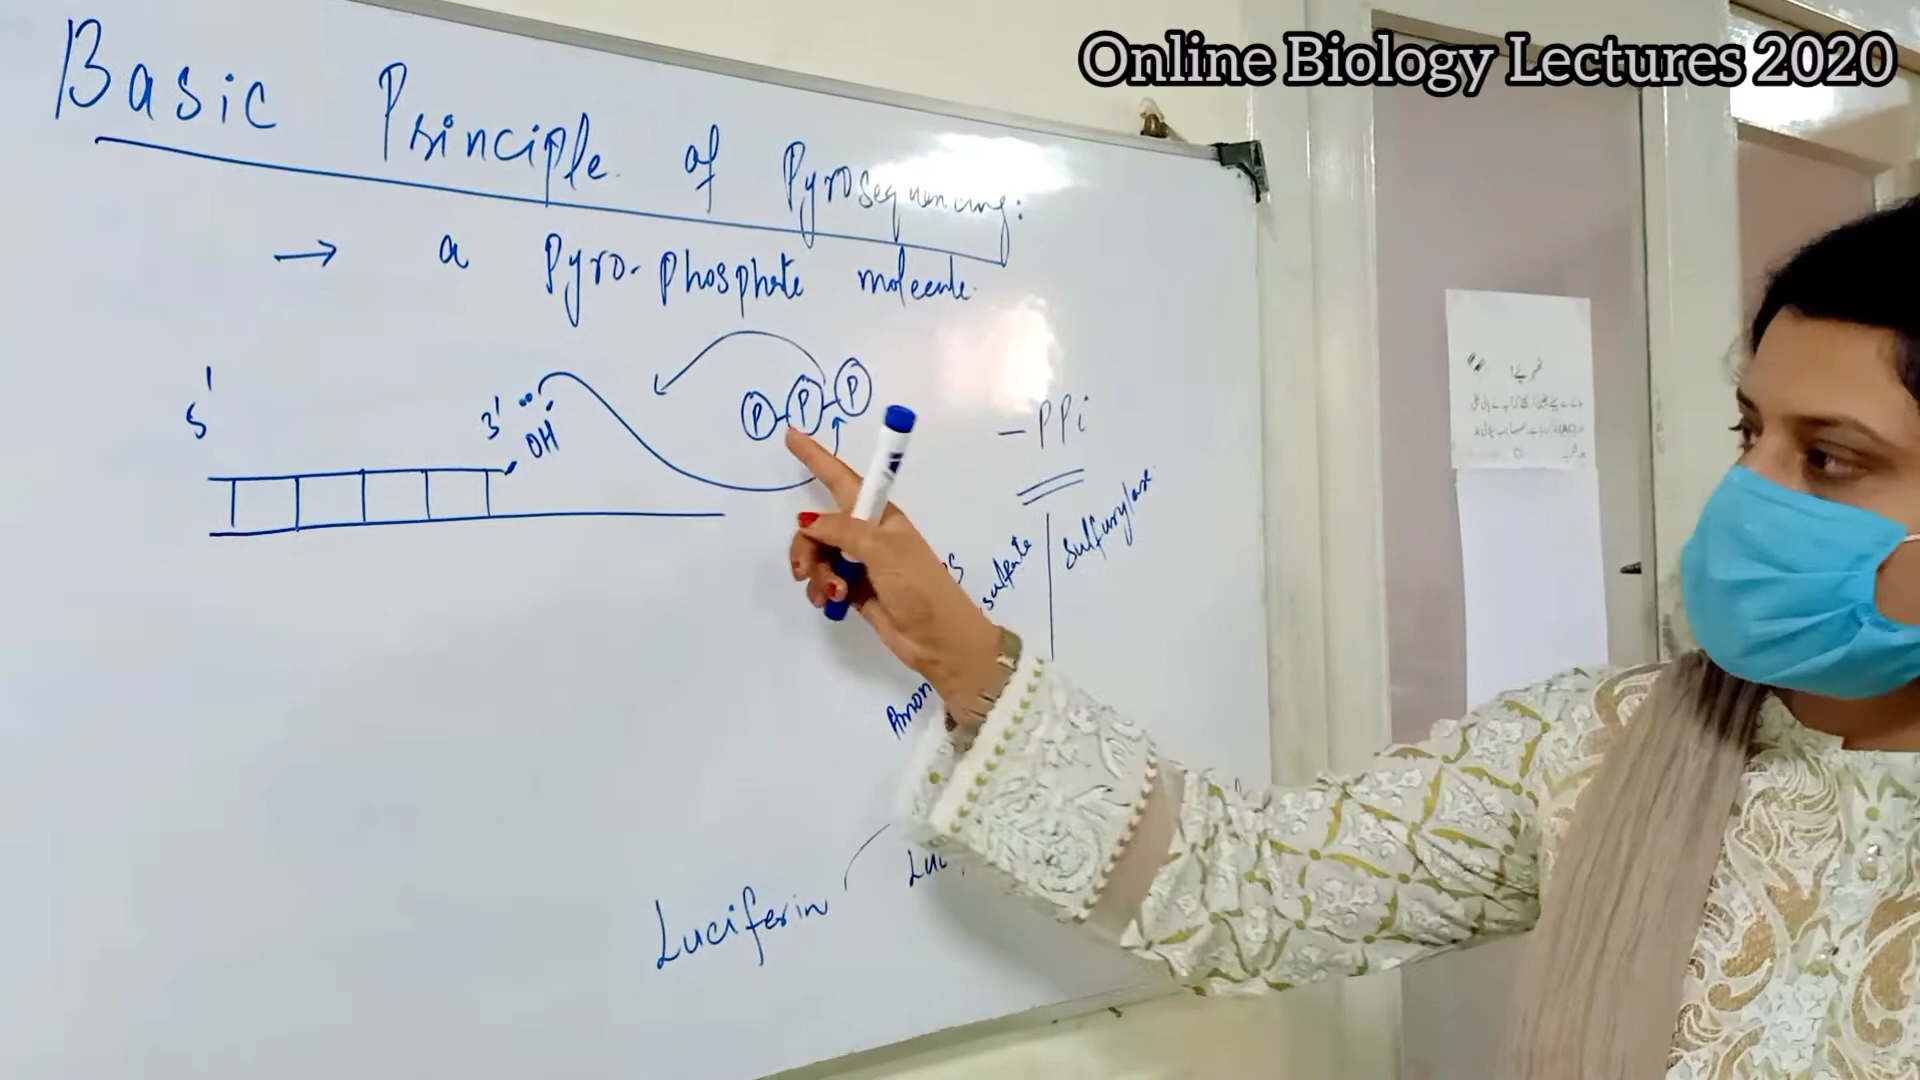 Online Biology Lectures 2020
Basic Principle of Pyrosequencing:
→ a Pyro-phosphate molecule.
5'
3'
OH
P-P-P
-PPi
sulfate
sulfurylase
Luciferin